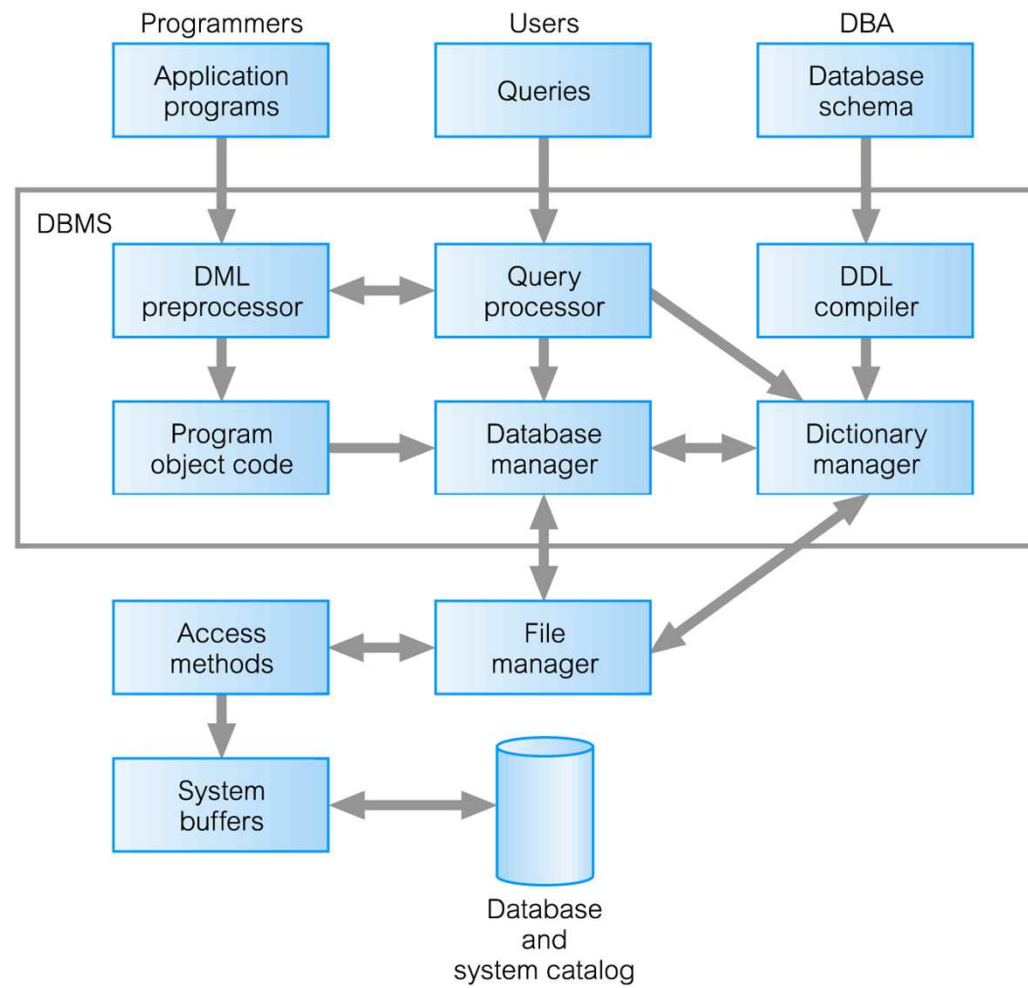 Programmers
Users
DBA
Application
programs
Queries
Database
schema
DBMS
DML
preprocessor
Query
processor
DDL
compiler
Program
object code
Database
manager
Dictionary
manager
Access
methods
File
manager
System
buffers
Database
and
system catalog